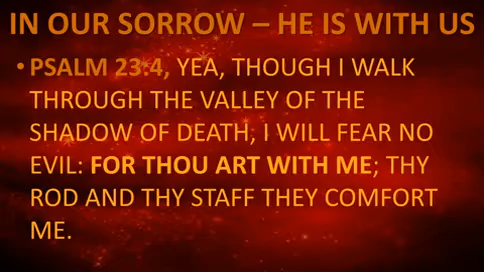 IN OUR SORROW – HE IS WITH US
• PSALM 23:4, YEA, THOUGH I WALK
THROUGH THE VALLEY OF THE
SHADOW OF DEATH, I WILL FEAR NO
EVIL: FOR THOU ART WITH ME; THY
ROD AND THY STAFF THEY COMFORT
ME.